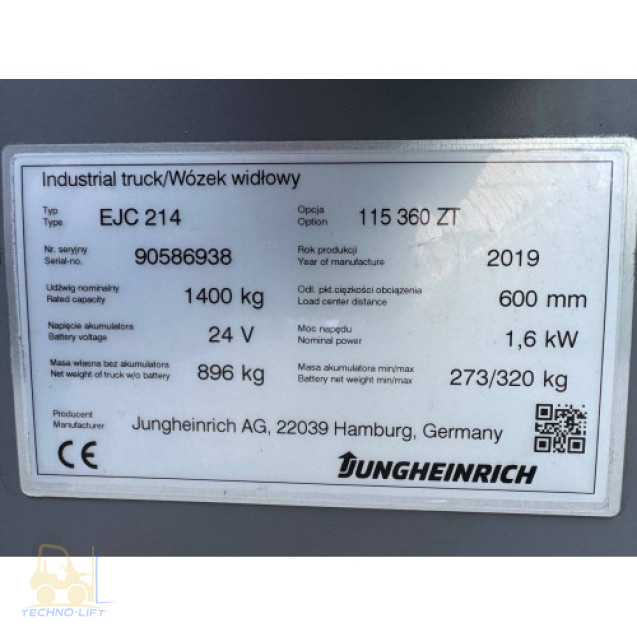 Industrial truck/Wózek widłowy
Typ
Type
EJC 214
Opcja
Option
115 360 ZT
Nr. seryjny
Serial-no.
90586938
Rok produkcji
Year of manufacture
2019
Udźwig nominalny
Rated capacity
1400 kg
Odl. pkt.ciężkości obciążenia
Load center distance
600 mm
Napięcie akumulatora
Battery voltage
24 V
Moc napędu
Nominal power
1,6 kW
Masa własna bez akumulatora
Net weight of truck w/o battery
896 kg
Masa akumulatora min/max
Battery net weight min/max
273/320 kg
Producent
Manufacturer
Jungheinrich AG, 22039 Hamburg, Germany
CE
JUNGHEINRICH
TECHNO-LIFT